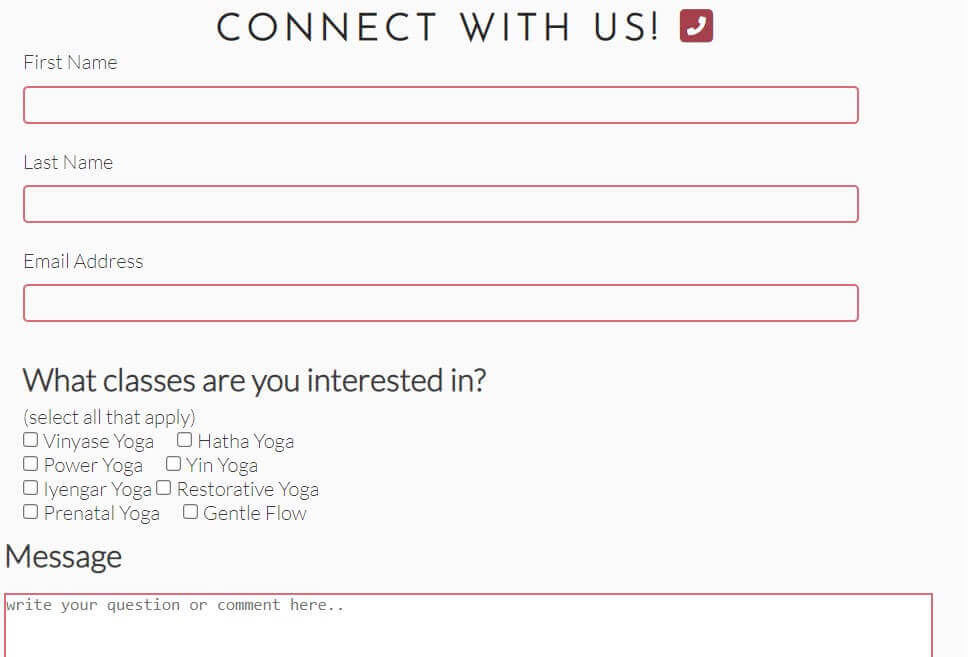 CONNECT WITH US!
First Name
Last Name
Email Address
What classes are you interested in?
(select all that apply)
Vinyase Yoga Hatha Yoga
Power Yoga Yin Yoga
Iyengar Yoga Restorative Yoga
Prenatal Yoga Gentle Flow
Message
write your question or comment here..